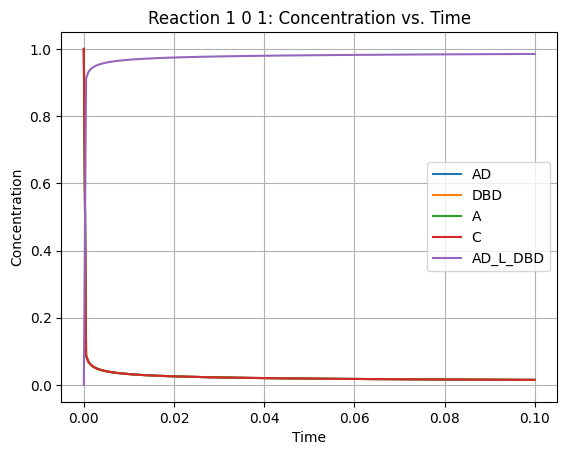 Reaction 1 0 1: Concentration vs. Time
Concentration
1.0
0.8
0.6
0.4
0.2
0.0
AD
DBD
A
C
AD_L_DBD
0.00 0.02 0.04 0.06 0.08 0.10
Time